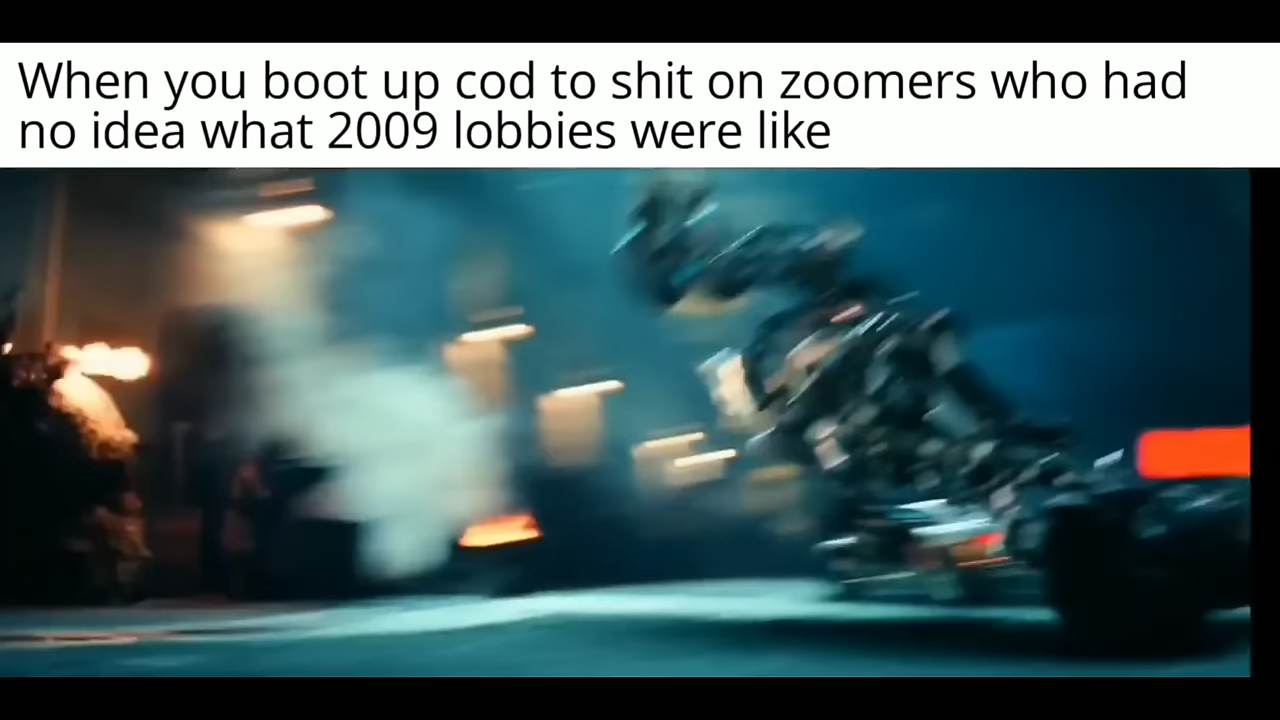 When you boot up cod to shit on zoomers who had
no idea what 2009 lobbies were like